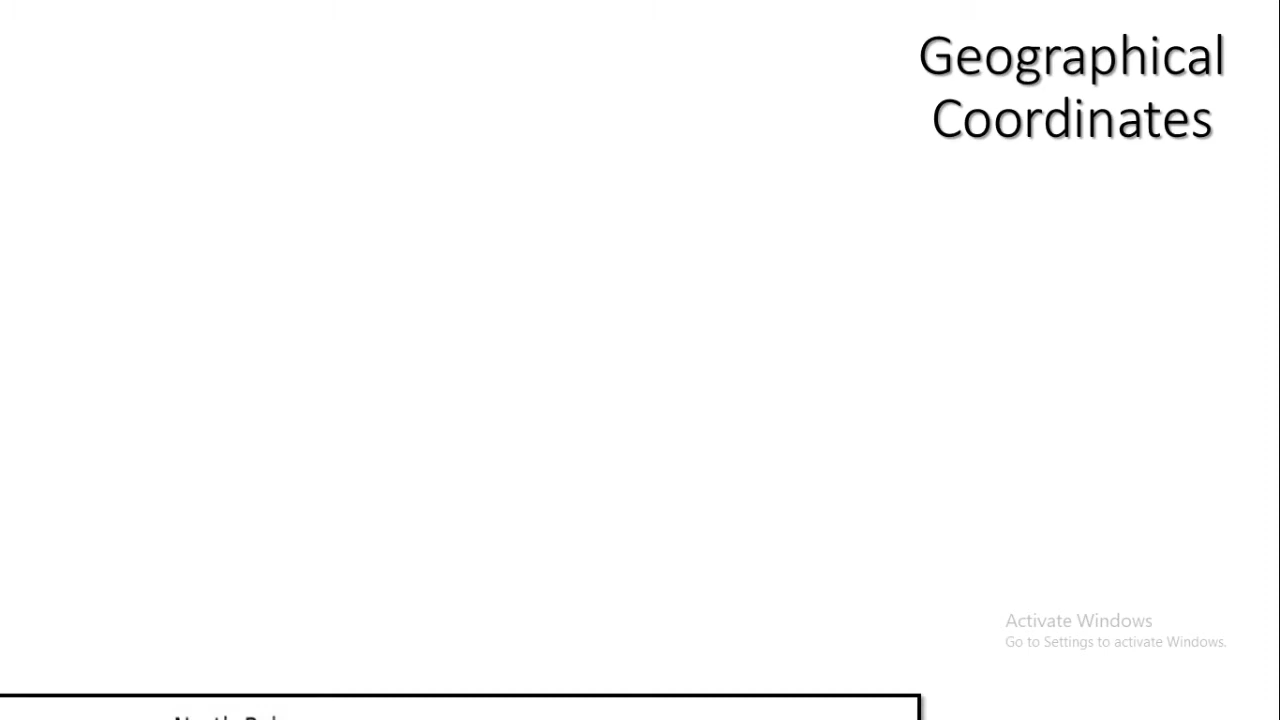 Geographical
Coordinates
Activate Windows
Go to Settings to activate Windows.